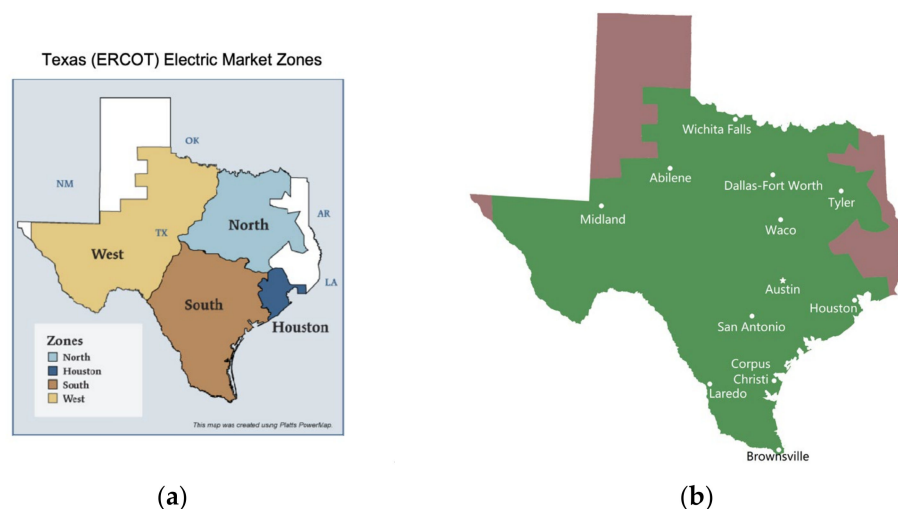 Texas (ERCOT) Electric Market Zones
OK
NM
AR
TX
LA
North
West
South
Houston
Zones
North
Houston
South
West
This map was created using Platts PowerMap.
(a)
Wichita Falls
Abilene
Dallas-Fort Worth
Tyler
Midland
Waco
Austin
Houston
San Antonio
Corpus
Christi
Laredo
Brownsville
(b)